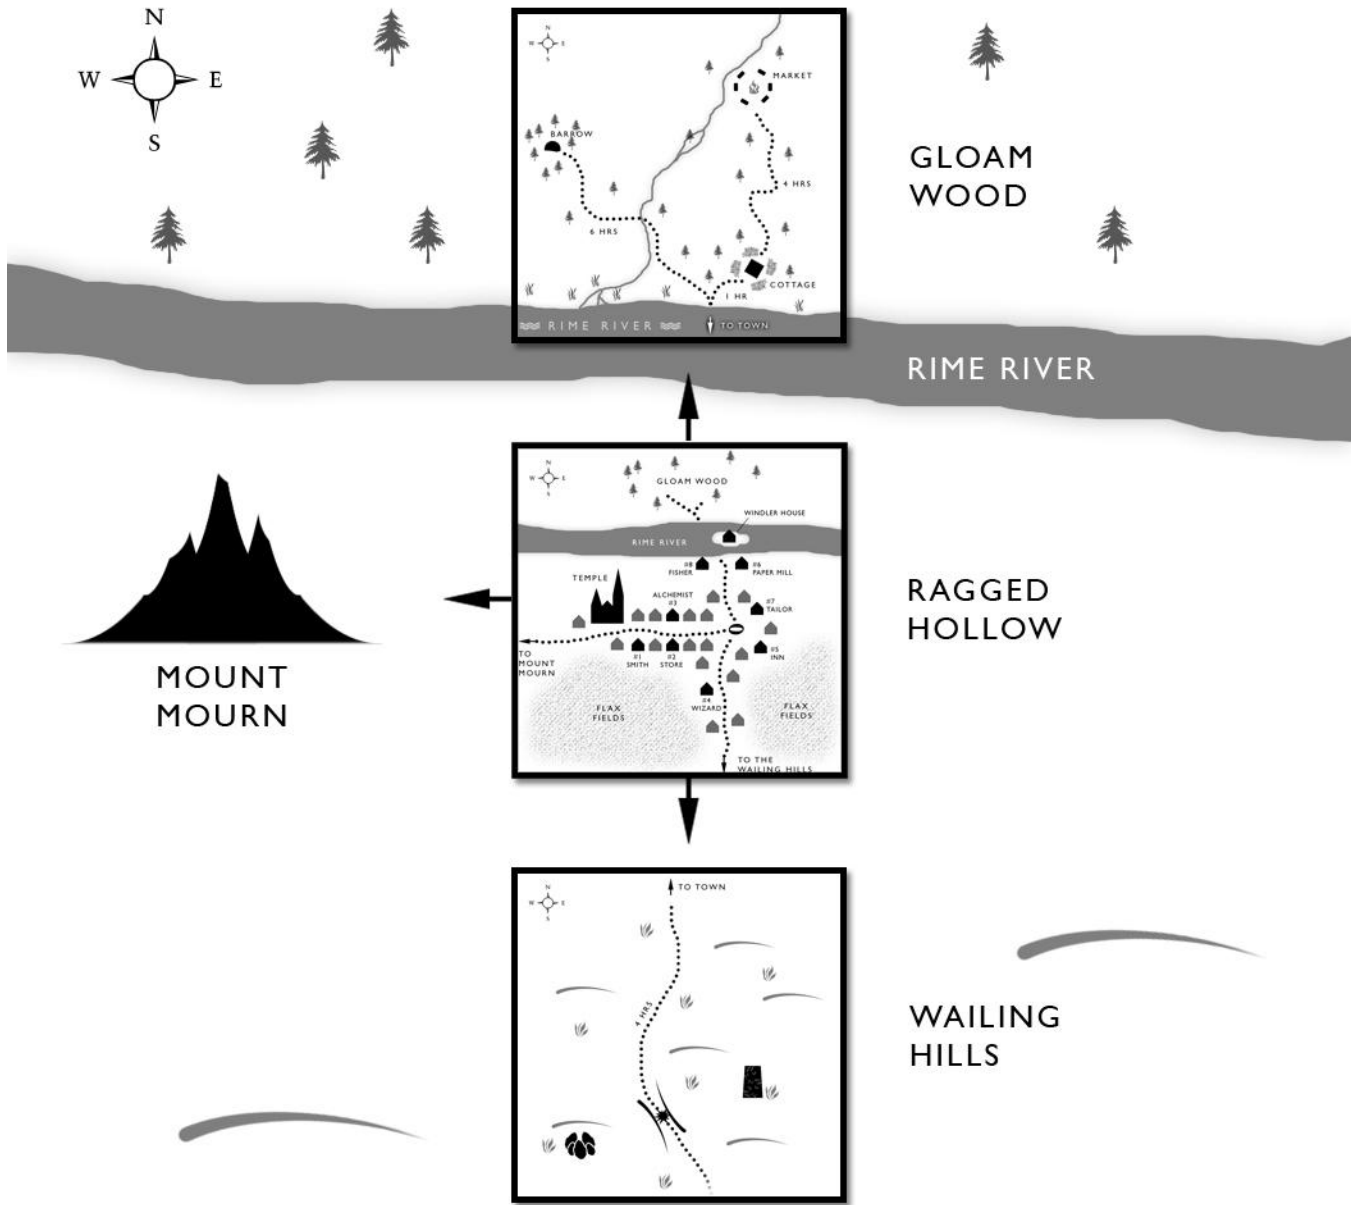 N
W E
S
N
W E
S
MARKET
BARROW
4 HRS
6 HRS
COTTAGE
1 HR
RIME RIVER
TO TOWN
GLOAM
WOOD
RIME RIVER
N
W E
S
GLOAM WOOD
WINDLER HOUSE
RIME RIVER
#8
FISHER
#6
PAPER MILL
TEMPLE
ALCHEMIST
#3
#7
TAILOR
TO
MOUNT
MOURN
#1
SMITH
#2
STORE
#5
INN
#4
WIZARD
FLAX
FIELDS
FLAX
FIELDS
TO THE
WAILING HILLS
RAGGED
HOLLOW
MOUNT
MOURN
N
W E
S
TO TOWN
4 HRS
WAILING
HILLS